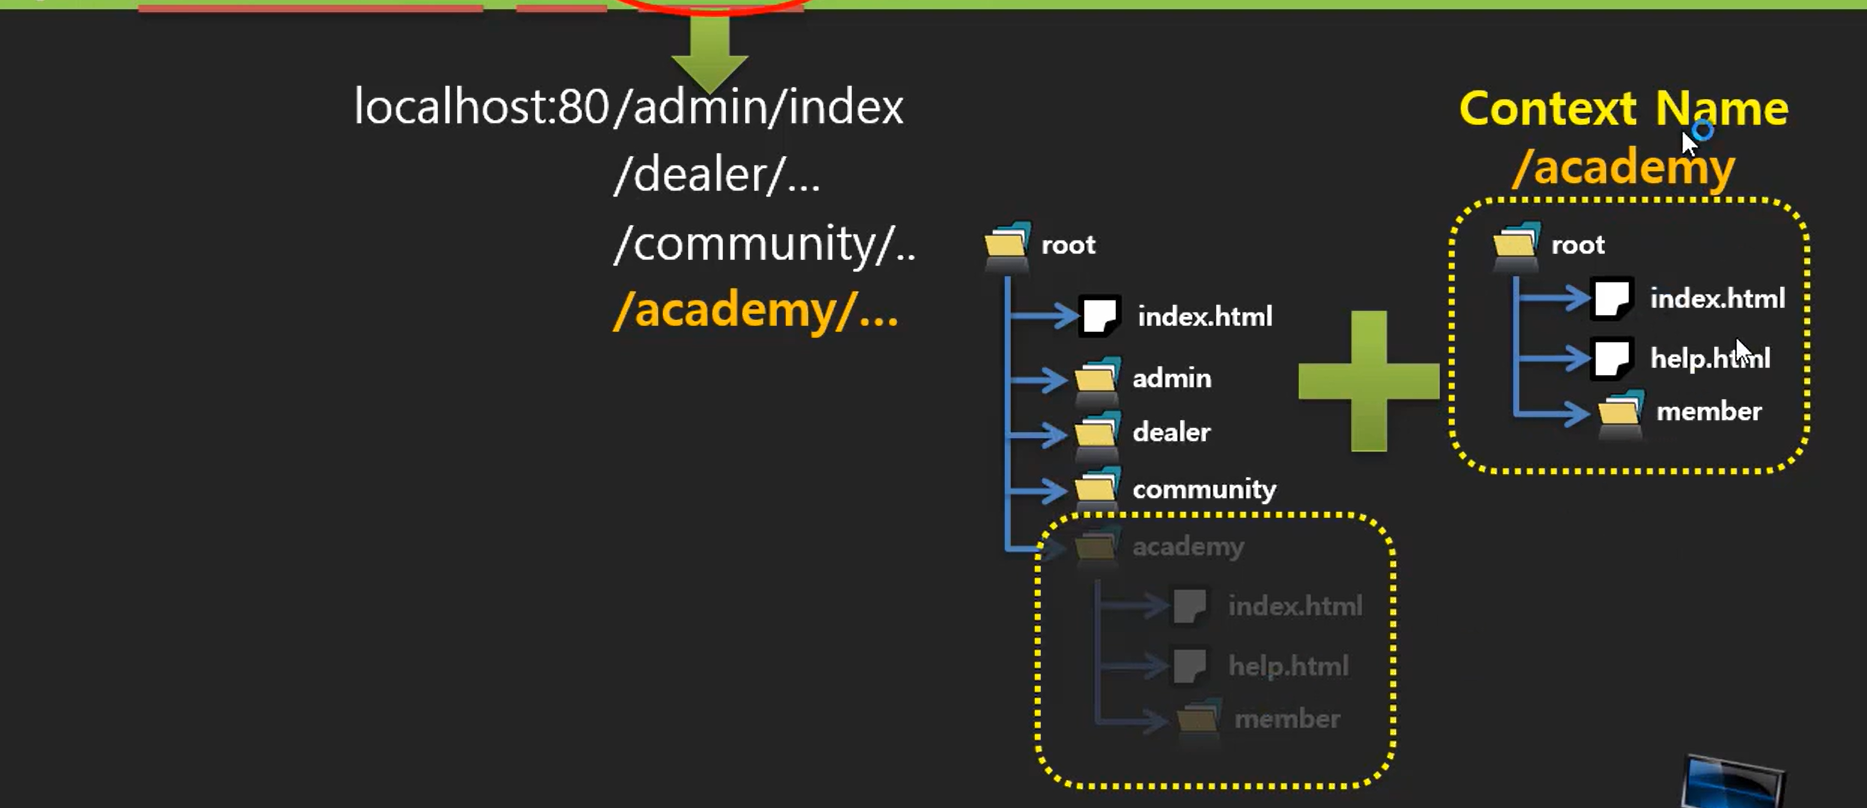 localhost:80/admin/index
/dealer/...
/community/..
/academy/...
root
index.html
admin
dealer
community
academy
index.html
help.html
member
Context Name
/academy
root
index.html
help.html
member